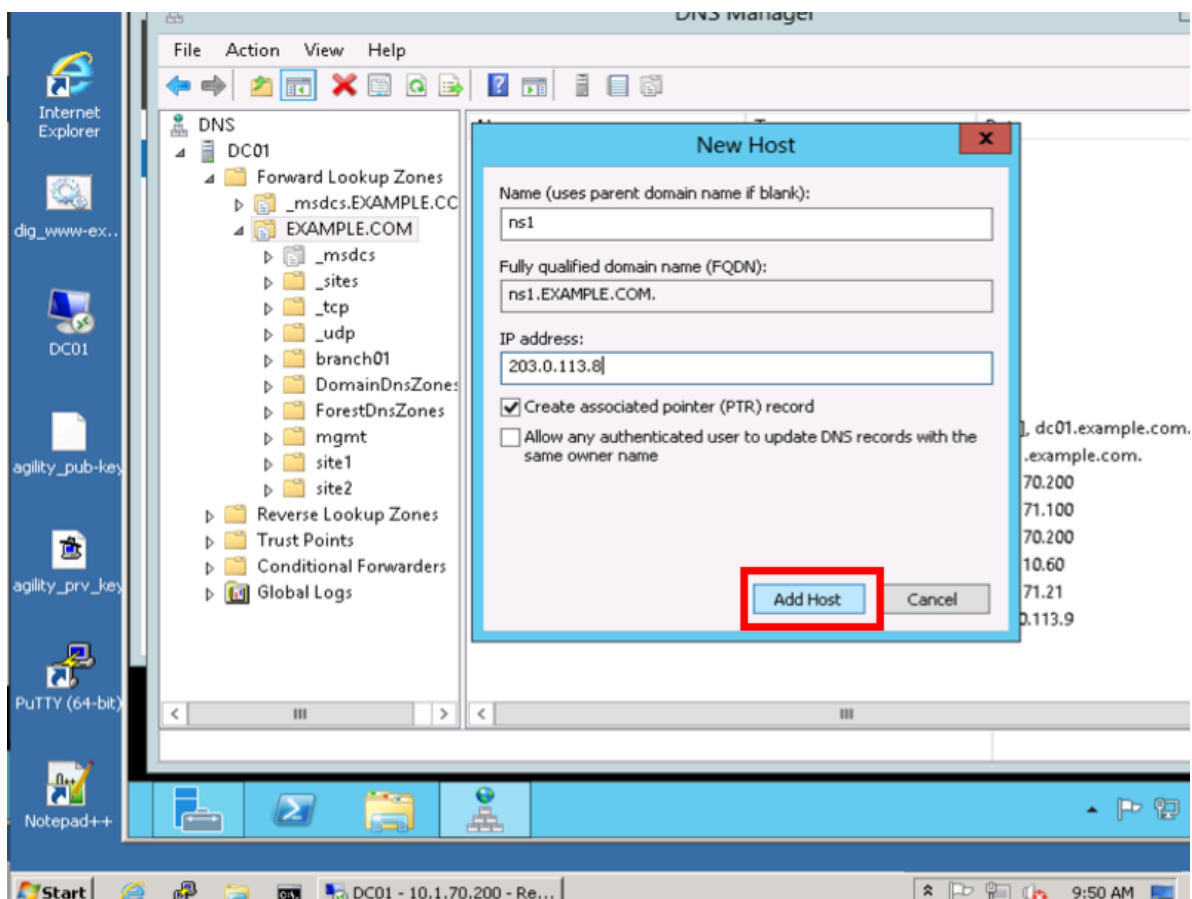 DNS Manager
File Action View Help
DNS
DC01
Forward Lookup Zones
_msdcs.EXAMPLE.CC
EXAMPLE.COM
_msdcs
_sites
_tcp
_udp
branch01
DomainDnsZones
ForestDnsZones
mgmt
site1
site2
Reverse Lookup Zones
Trust Points
Conditional Forwarders
Global Logs
New Host
Name (uses parent domain name if blank):
ns1
Fully qualified domain name (FQDN):
ns1.EXAMPLE.COM.
IP address:
203.0.113.8
Create associated pointer (PTR) record
Allow any authenticated user to update DNS records with the
same owner name
Add Host Cancel
], dc01.example.com.
.example.com.
70.200
71.100
70.200
10.60
71.21
0.113.9
Internet
Explorer
dig_www-ex...
DC01
agility_pub-key
agility_prv_key
PuTTY (64-bit)
Notepad++
Start
DC01 - 10.1.70.200 - Re...
9:50 AM